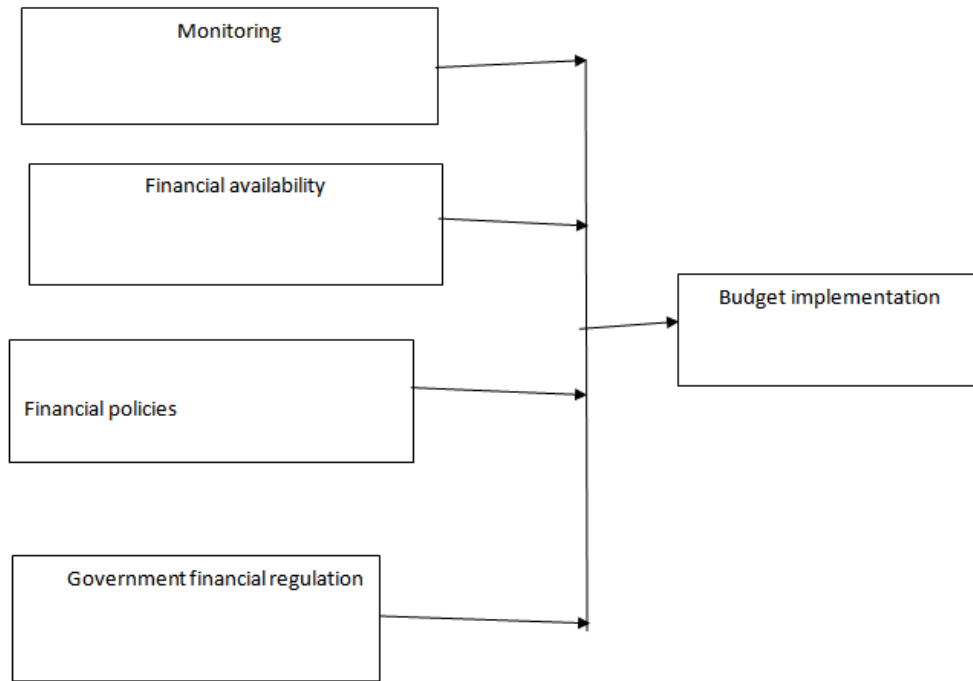 Monitoring
Financial availability
Budget implementation
Financial policies
Government financial regulation